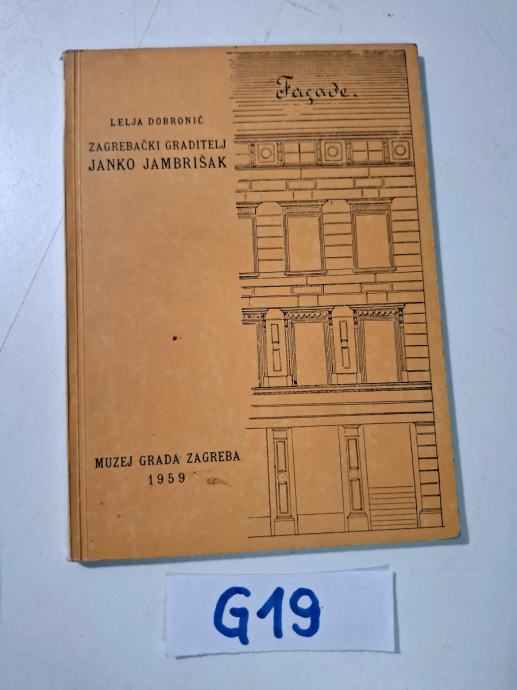 Façade.
LELJA DOBRONIĆ
ZAGREBAČKI GRADITELJ
JANKO JAMBRIŠAK
MUZEJ GRADA ZAGREBA
1959
G19